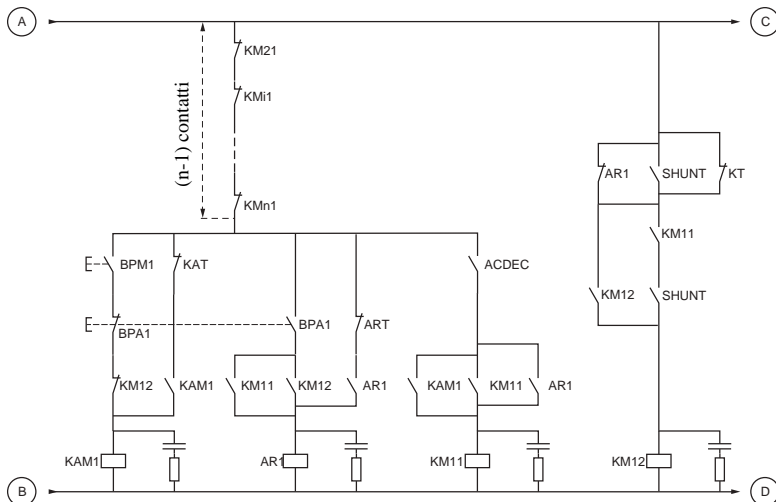 A
C
KM21
KMi1
(n-1) contatti
AR1
SHUNT
KT
KMn1
KM11
BPM1
KAT
ACDEC
KM12
SHUNT
BPA1
BPA1
ART
KM12
KAM1
KM11
KM12
AR1
KAM1
KM11
AR1
KAM1
AR1
KM11
KM12
B
D